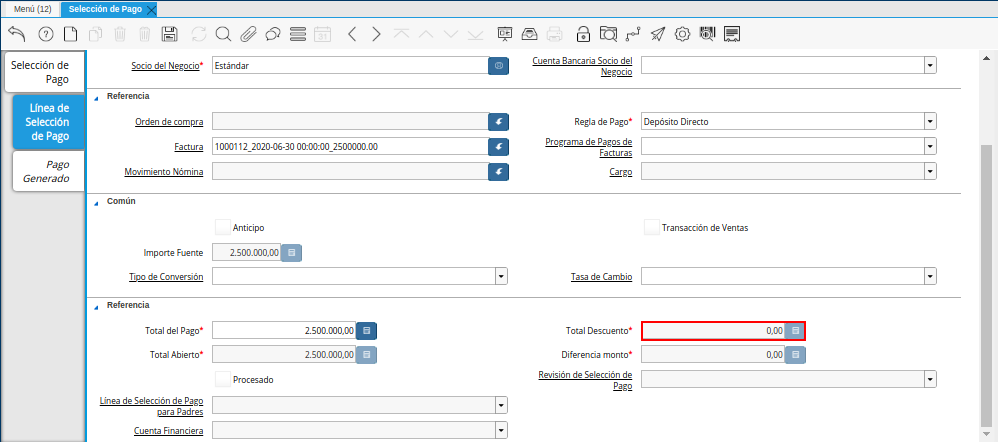 Menú (12) Selección de Pago
Selección de
Pago
Línea de
Selección
de Pago
Pago
Generado
Socio del Negocio* Estándar Cuenta Bancaria Socio del
Negocio
Referencia
Orden de compra Regla de Pago* Depósito Directo
Factura 1000112_2020-06-30 00:00:00_2500000.00 Programa de Pagos de
Facturas
Movimiento Nómina Cargo
Común
Anticipo Transacción de Ventas
Importe Fuente 2.500.000,00
Tipo de Conversión Tasa de Cambio
Referencia
Total del Pago* 2.500.000,00 Total Descuento* 0,00
Total Abierto* 2.500.000,00 Diferencia monto* 0,00
Procesado Revisión de Selección de
Pago
Línea de Selección de Pago
para Padres
Cuenta Financiera